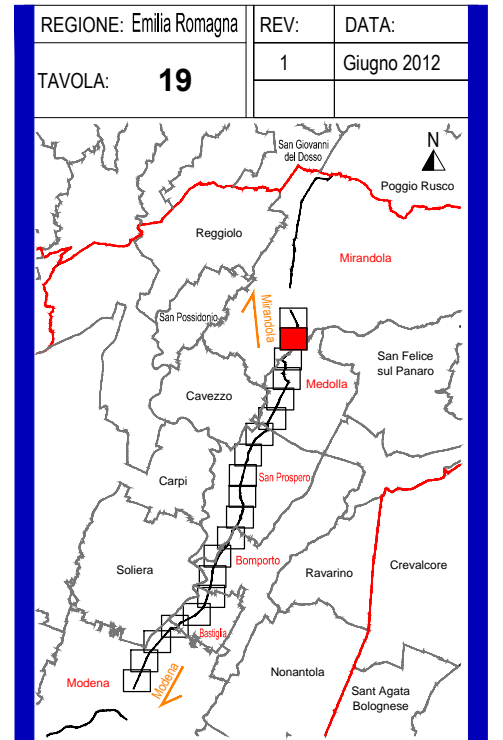 REGIONE: Emilia Romagna
REV:
DATA:
TAVOLA: 19
1
Giugno 2012
San Giovanni
del Dosso
N
Poggio Rusco
Reggiolo
Mirandola
Mirandola
San Possidonio
San Felice
sul Panaro
Medolla
Cavezzo
Carpi
San Prospero
Bomporto
Crevalcore
Soliera
Ravarino
Bastiglia
Modena
Modena
Nonantola
Sant Agata
Bolognese